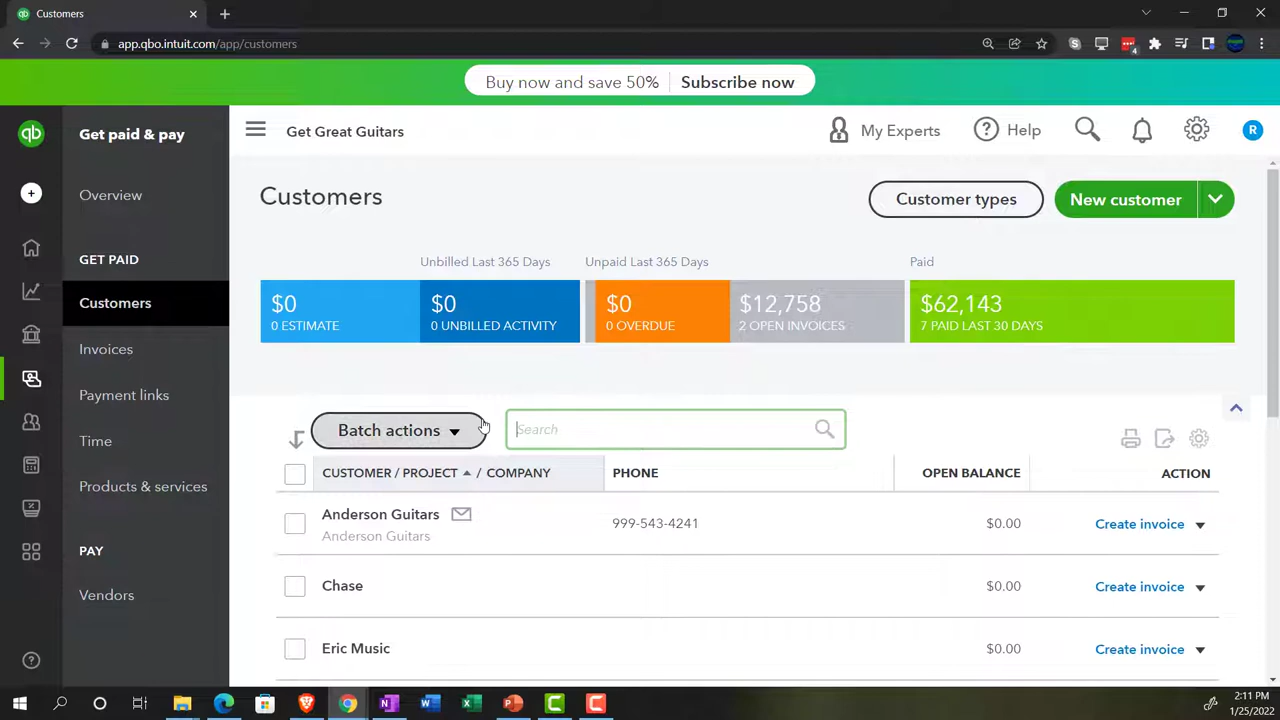 Customers
app.qbo.intuit.com/app/customers
4
Buy now and save 50% Subscribe now
qb
Get paid & pay
Get Great Guitars
My Experts
Help
R
Overview
Customers
Customer types
New customer
GET PAID
Unbilled Last 365 Days
Unpaid Last 365 Days
Paid
Customers
$0
0 ESTIMATE
$0
0 UNBILLED ACTIVITY
$0
0 OVERDUE
$12,758
2 OPEN INVOICES
$62,143
7 PAID LAST 30 DAYS
Invoices
Payment links
Time
Products & services
PAY
Vendors
Batch actions
Search
CUSTOMER / PROJECT / COMPANY
PHONE
OPEN BALANCE
ACTION
Anderson Guitars
Anderson Guitars
999-543-4241
$0.00
Create invoice
Chase
$0.00
Create invoice
Eric Music
$0.00
Create invoice
2:11 PM
1/25/2022